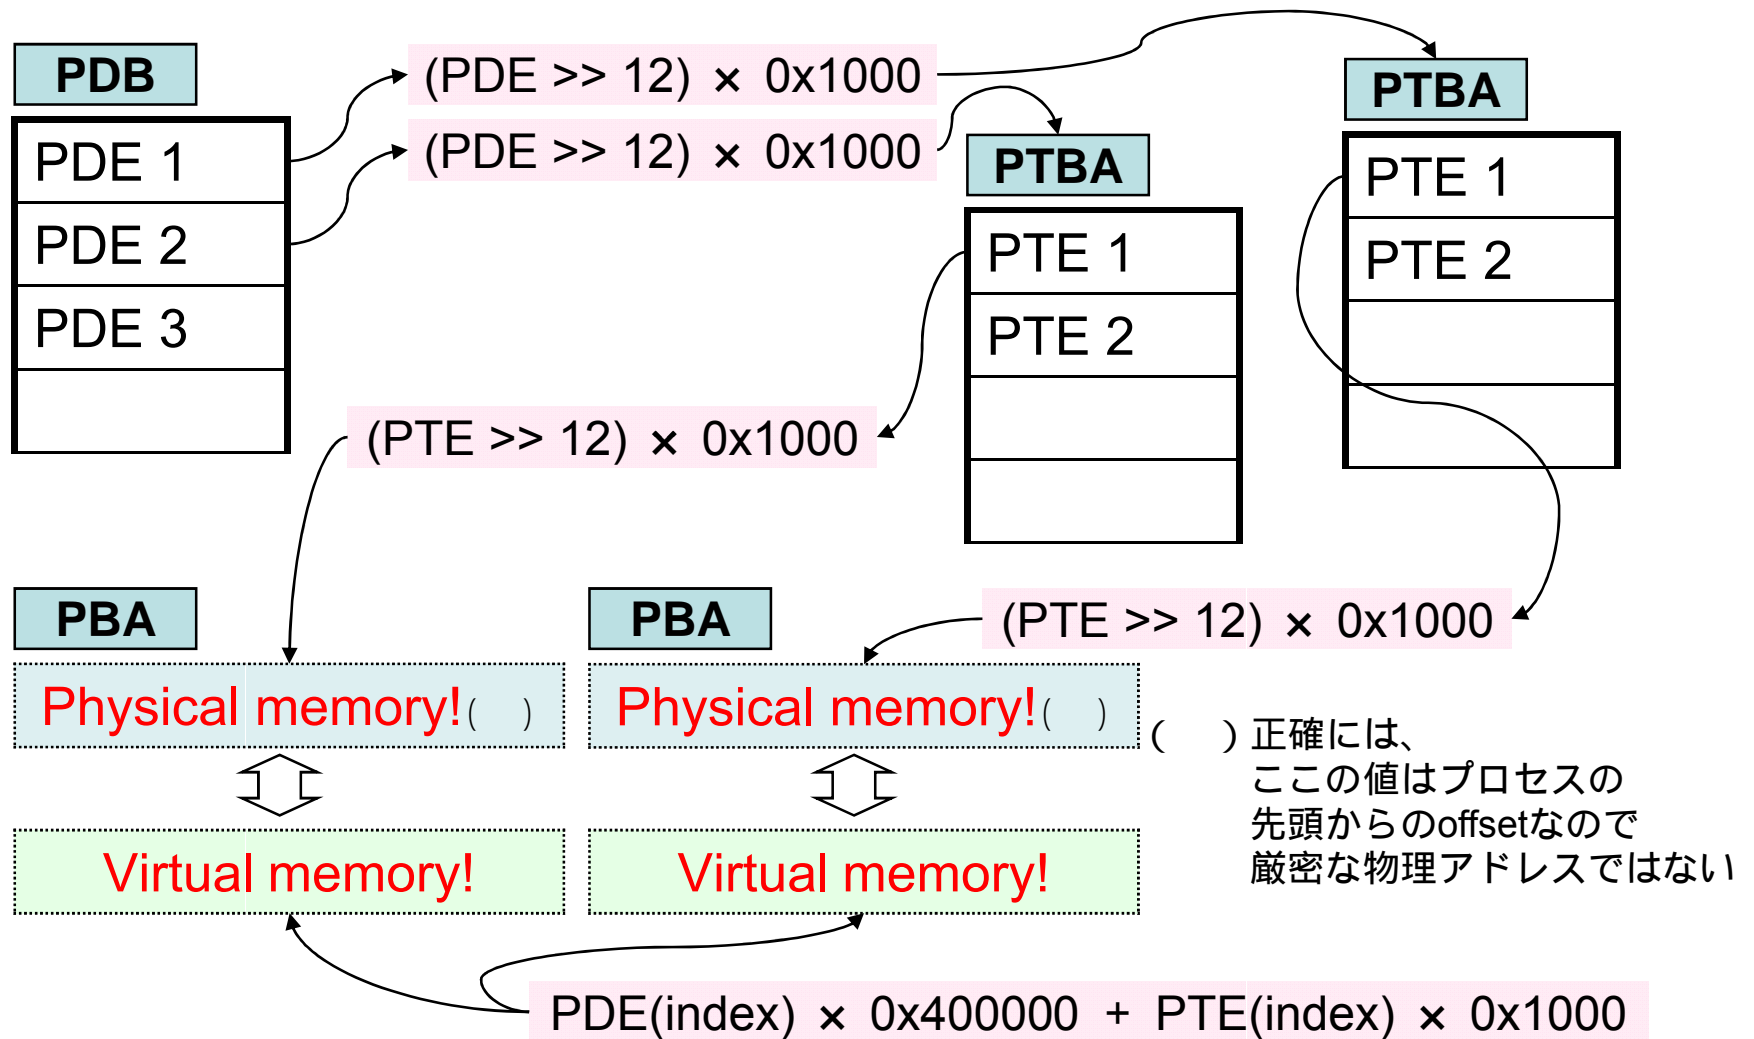 PDB
(PDE >> 12) × 0x1000
PTBA
PDE 1
(PDE >> 12) × 0x1000
PTBA
PTE 1
PDE 2
PTE 1
PTE 2
PDE 3
PTE 2
(PTE >> 12) × 0x1000
PBA
PBA
(PTE >> 12) × 0x1000
Physical memory!( )
Physical memory!( )
( )正確には、
ここの値はプロセスの
先頭からのoffsetなので
厳密な物理アドレスではない
Virtual memory!
Virtual memory!
PDE(index) × 0x400000 + PTE(index) × 0x1000